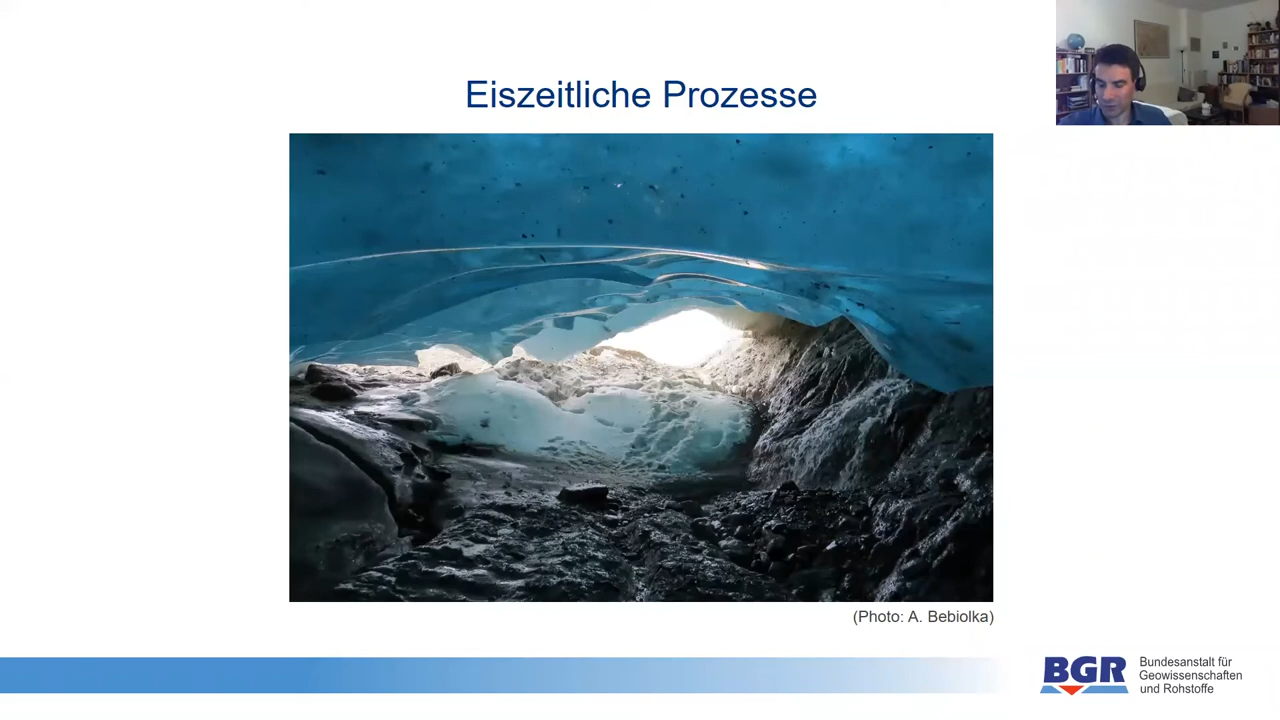 Eiszeitliche Prozesse
(Photo: A. Bebiolka)
BGR
Bundesanstalt für
Geowissenschaften
und Rohstoffe